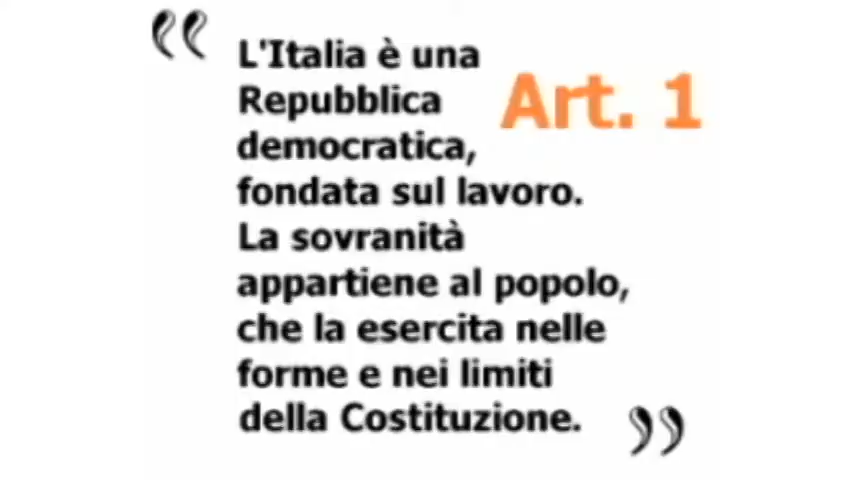 L'Italia è una
Art. 1
Repubblica
democratica,
fondata sul lavoro.
La sovranità
appartiene al popolo,
che la esercita nelle
forme e nei limiti
della Costituzione.